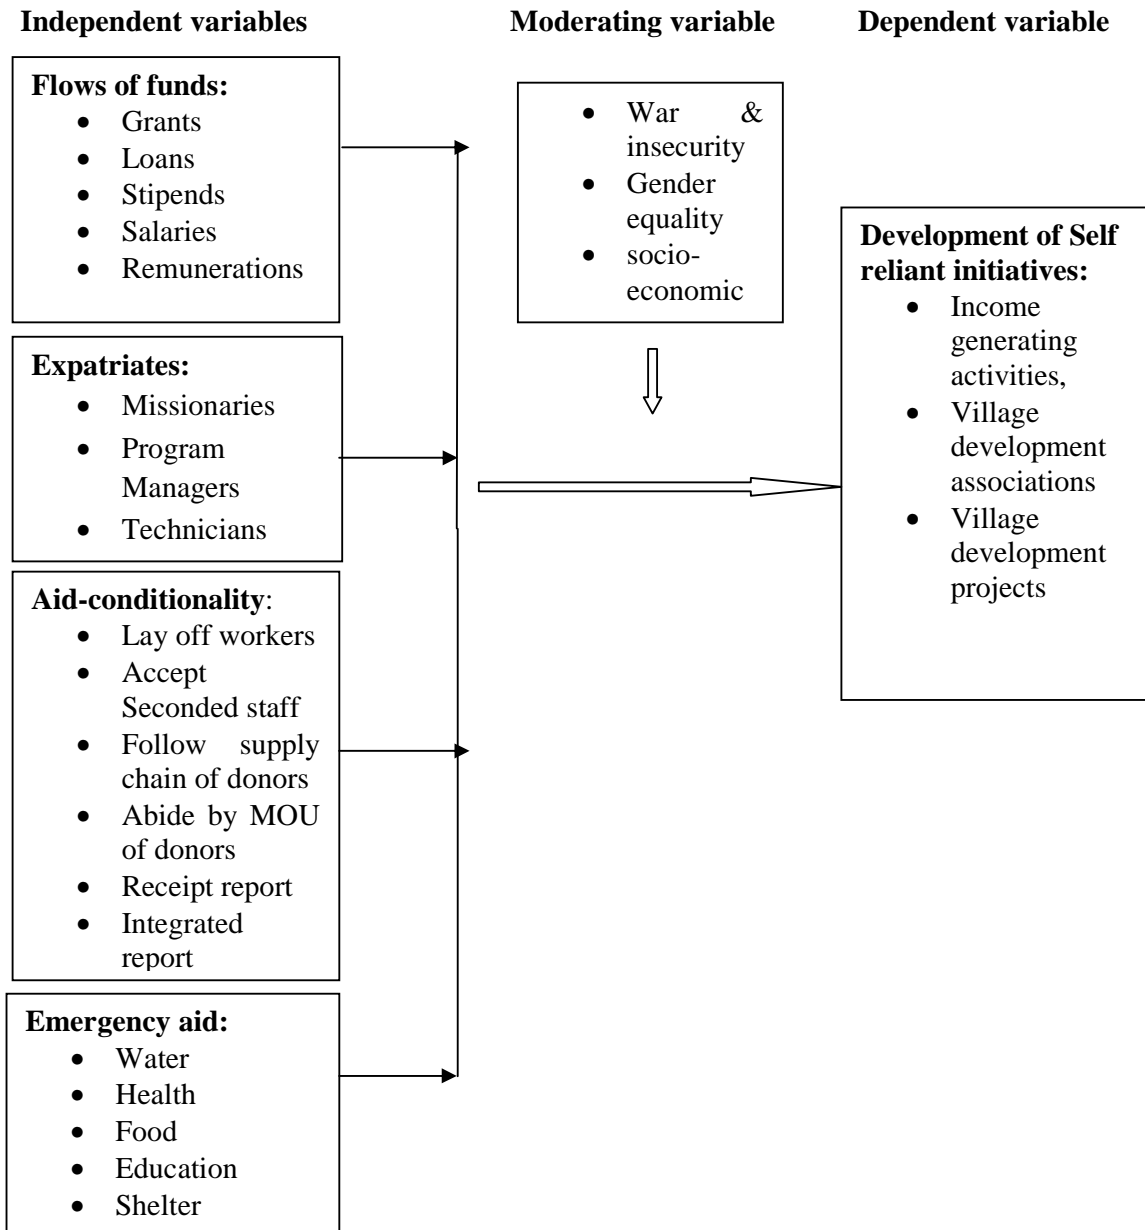 Independent variables
Moderating variable
Dependent variable
Flows of funds:
• Grants
• Loans
• Stipends
• Salaries
• Remunerations
Expatriates:
• Missionaries
• Program
Managers
• Technicians
Aid-conditionality:
• Lay off workers
• Accept
Seconded staff
• Follow supply
chain of donors
• Abide by MOU
of donors
• Receipt report
• Integrated
report
Emergency aid:
• Water
• Health
• Food
• Education
• Shelter
• War &
insecurity
• Gender
equality
• socio-
economic
Development of Self
reliant initiatives:
• Income
generating
activities,
• Village
development
associations
• Village
development
projects